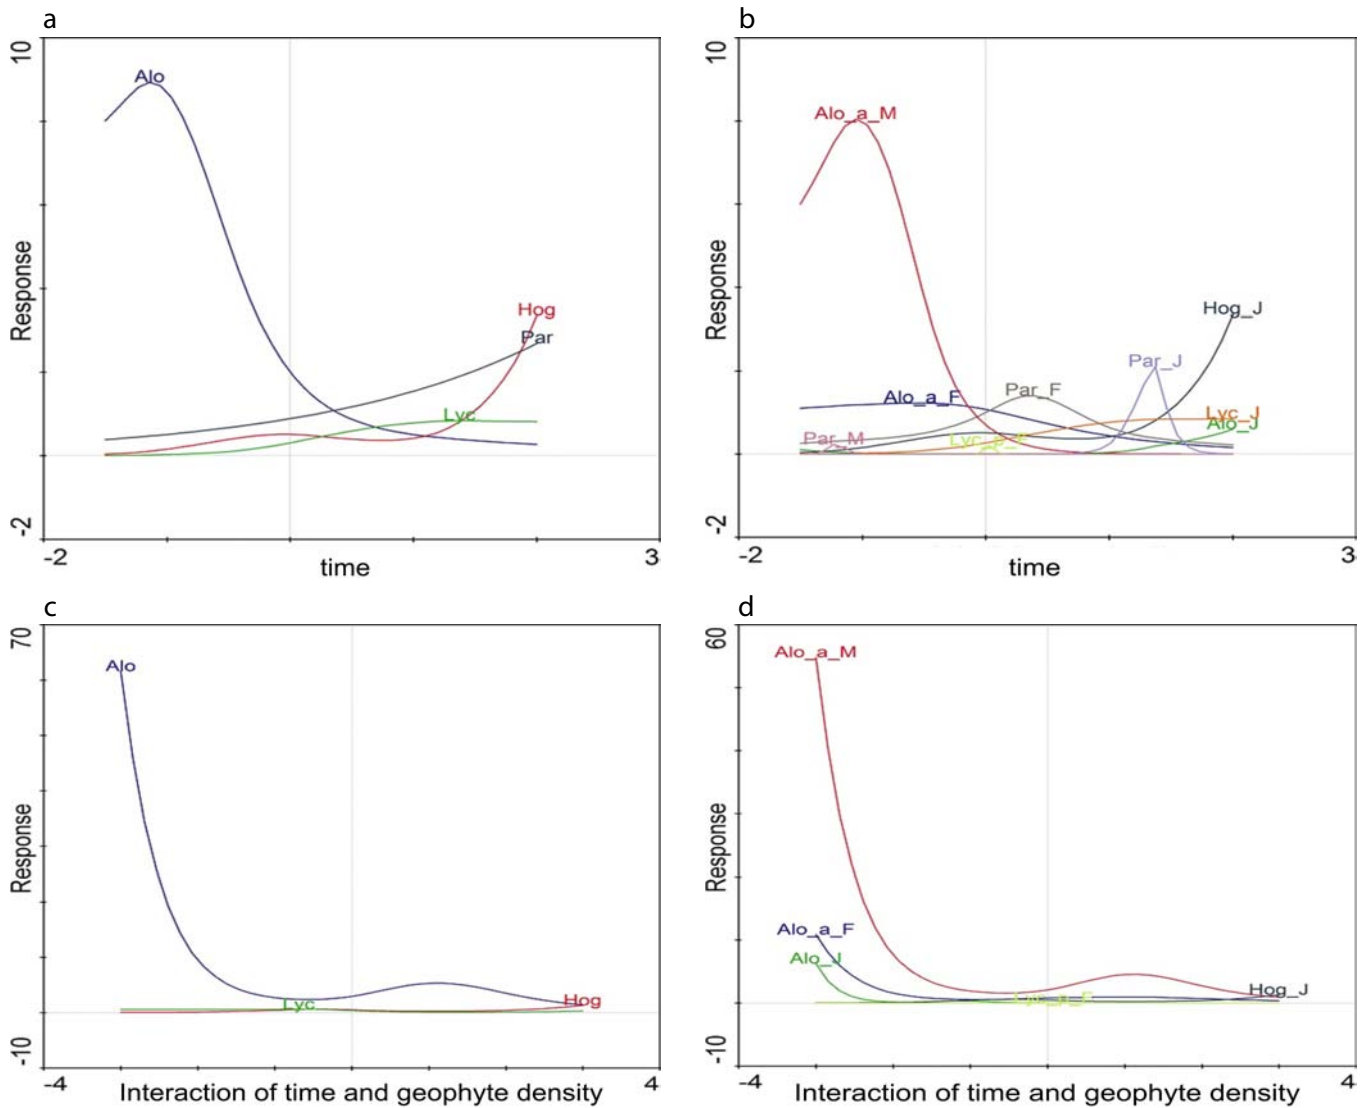 a
10
Alo
Response
Hog
Par
Lyc
-2
-2
3
time
b
10
Alo_a_M
Response
Hog_J
Par_J
Par_F
Alo_a_F
Lyc_J
Alo_J
Par_M
-2
-2
3
time
c
70
Alo
Response
Lyc
Hog
-10
-4
4
Interaction of time and geophyte density
d
60
Alo_a_M
Response
Alo_a_F
Alo_J
Hog_J
-10
-4
4
Interaction of time and geophyte density